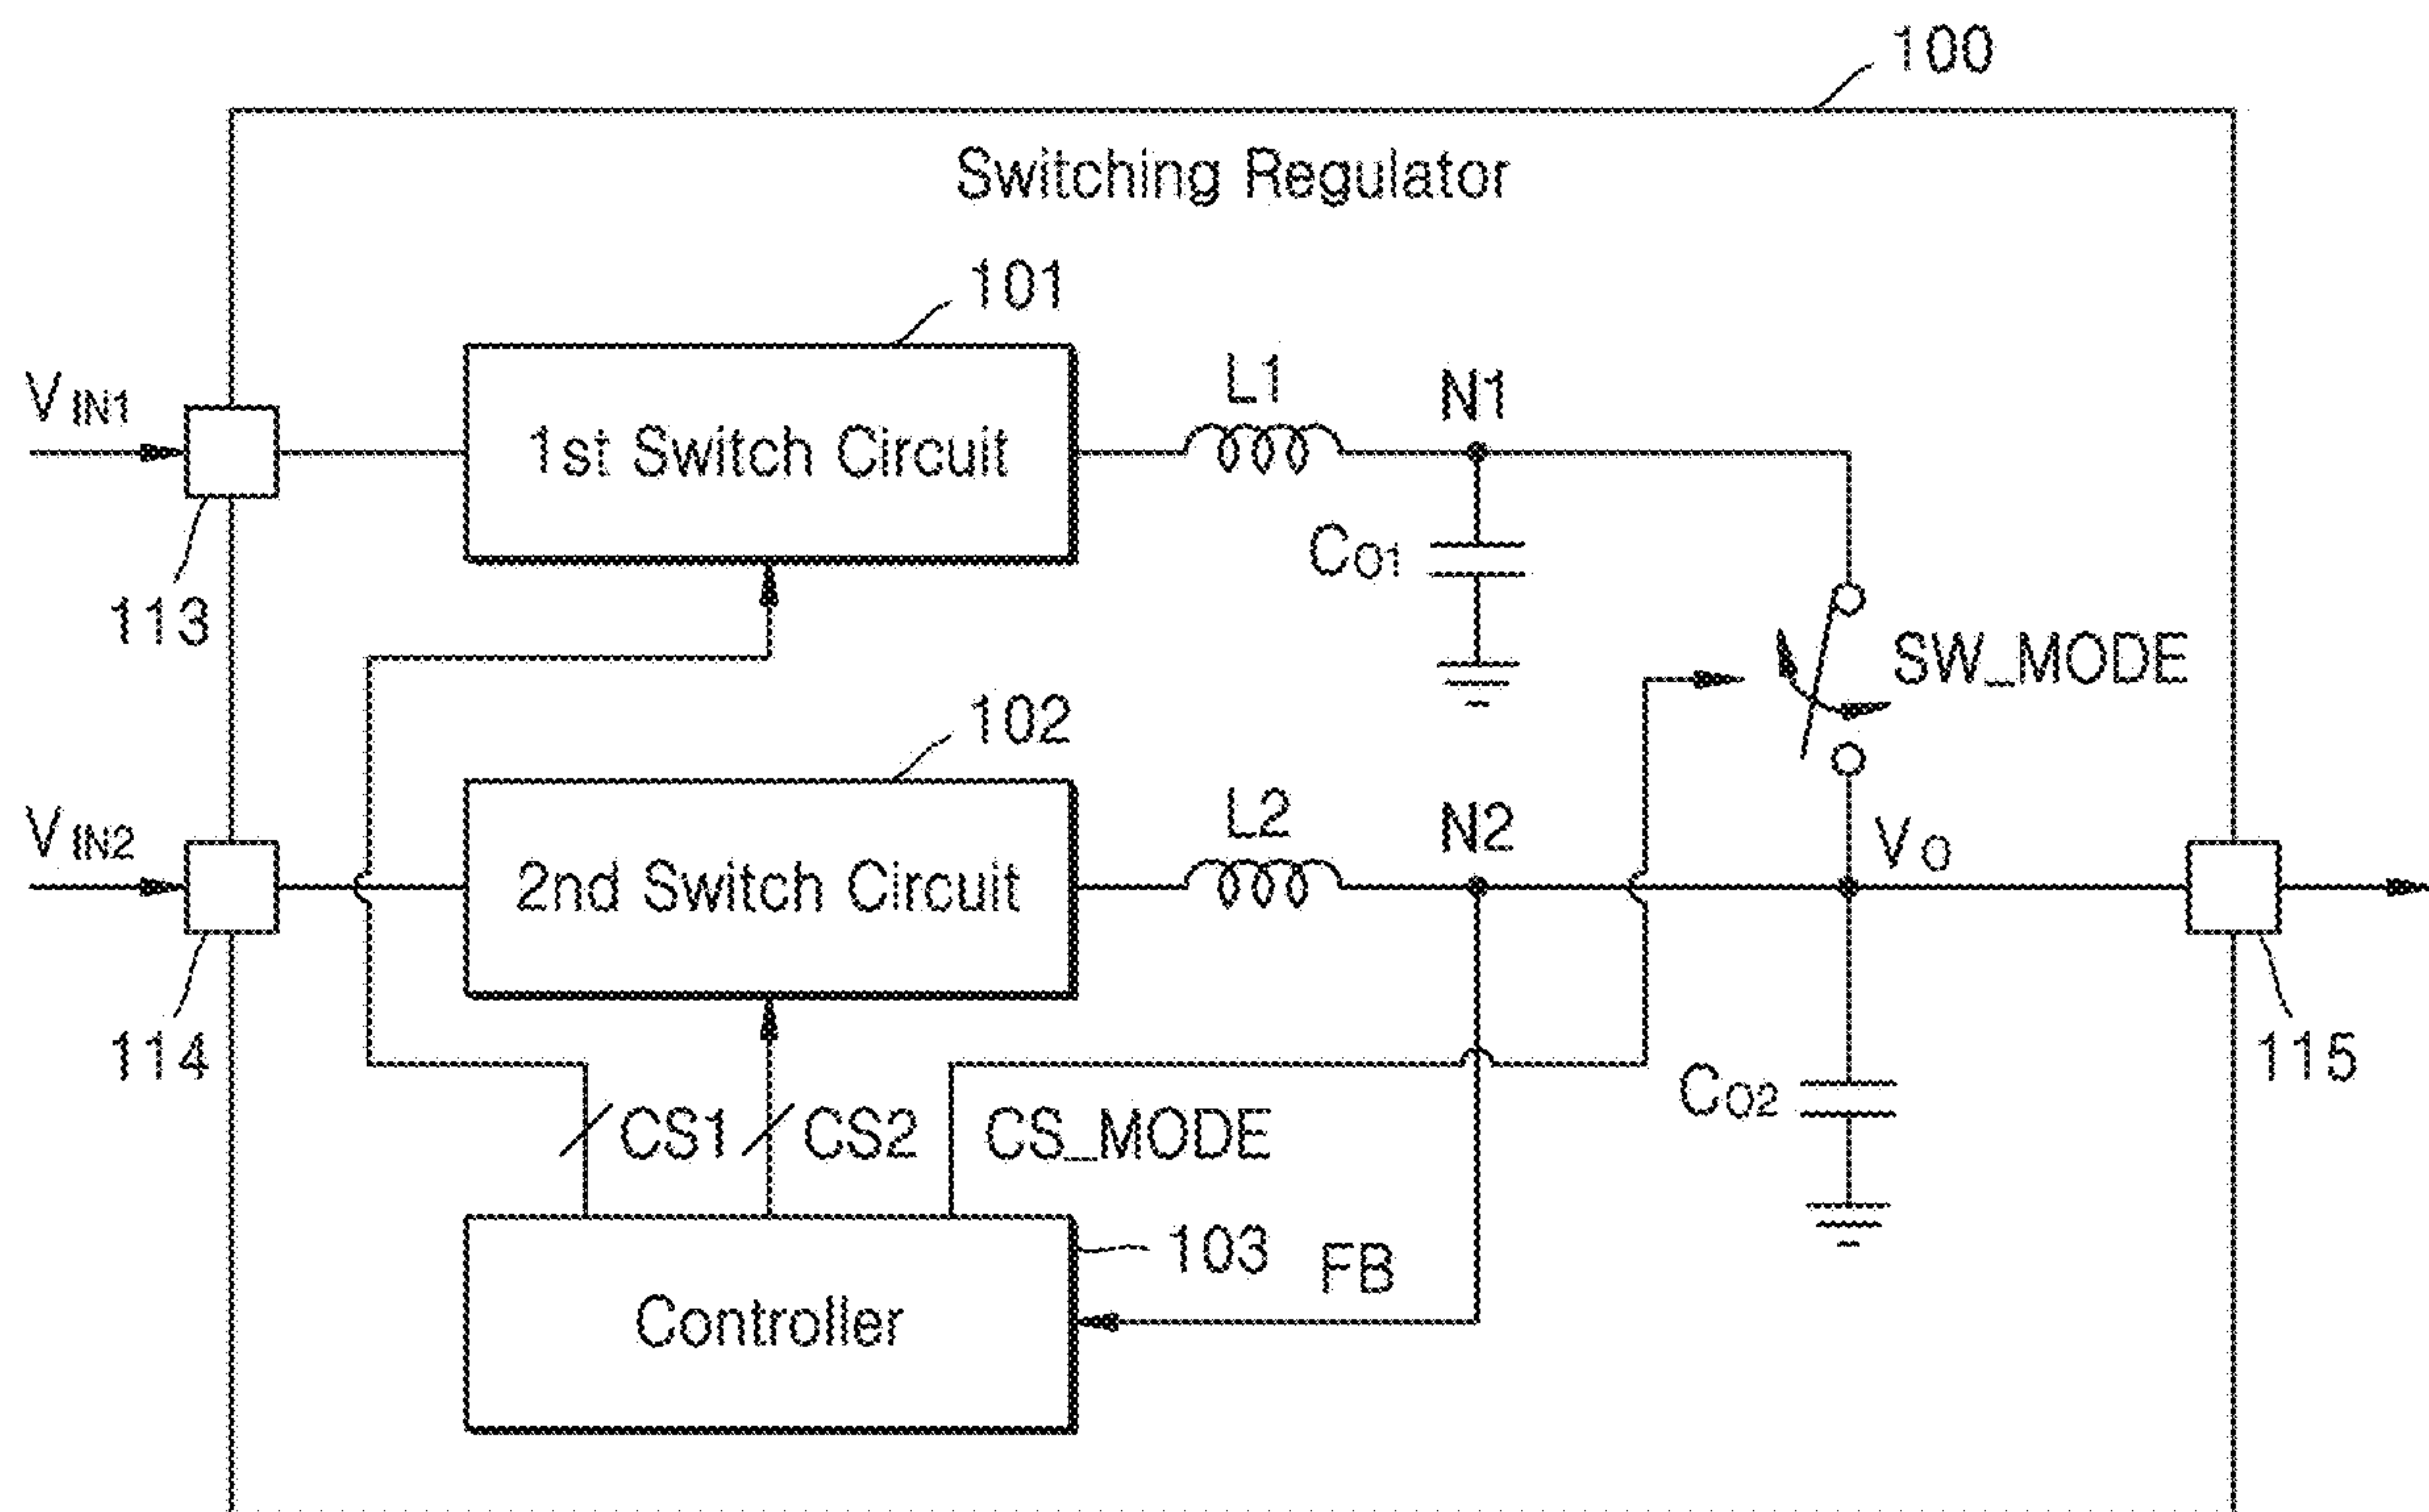 100
Switching Regulator
101
VIN1
1st Switch Circuit
L1
N1
CO1
113
SW_MODE
102
VIN2
2nd Switch Circuit
L2
N2
VO
114
115
CS1
CS2
CS_MODE
CO2
103
FB
Controller